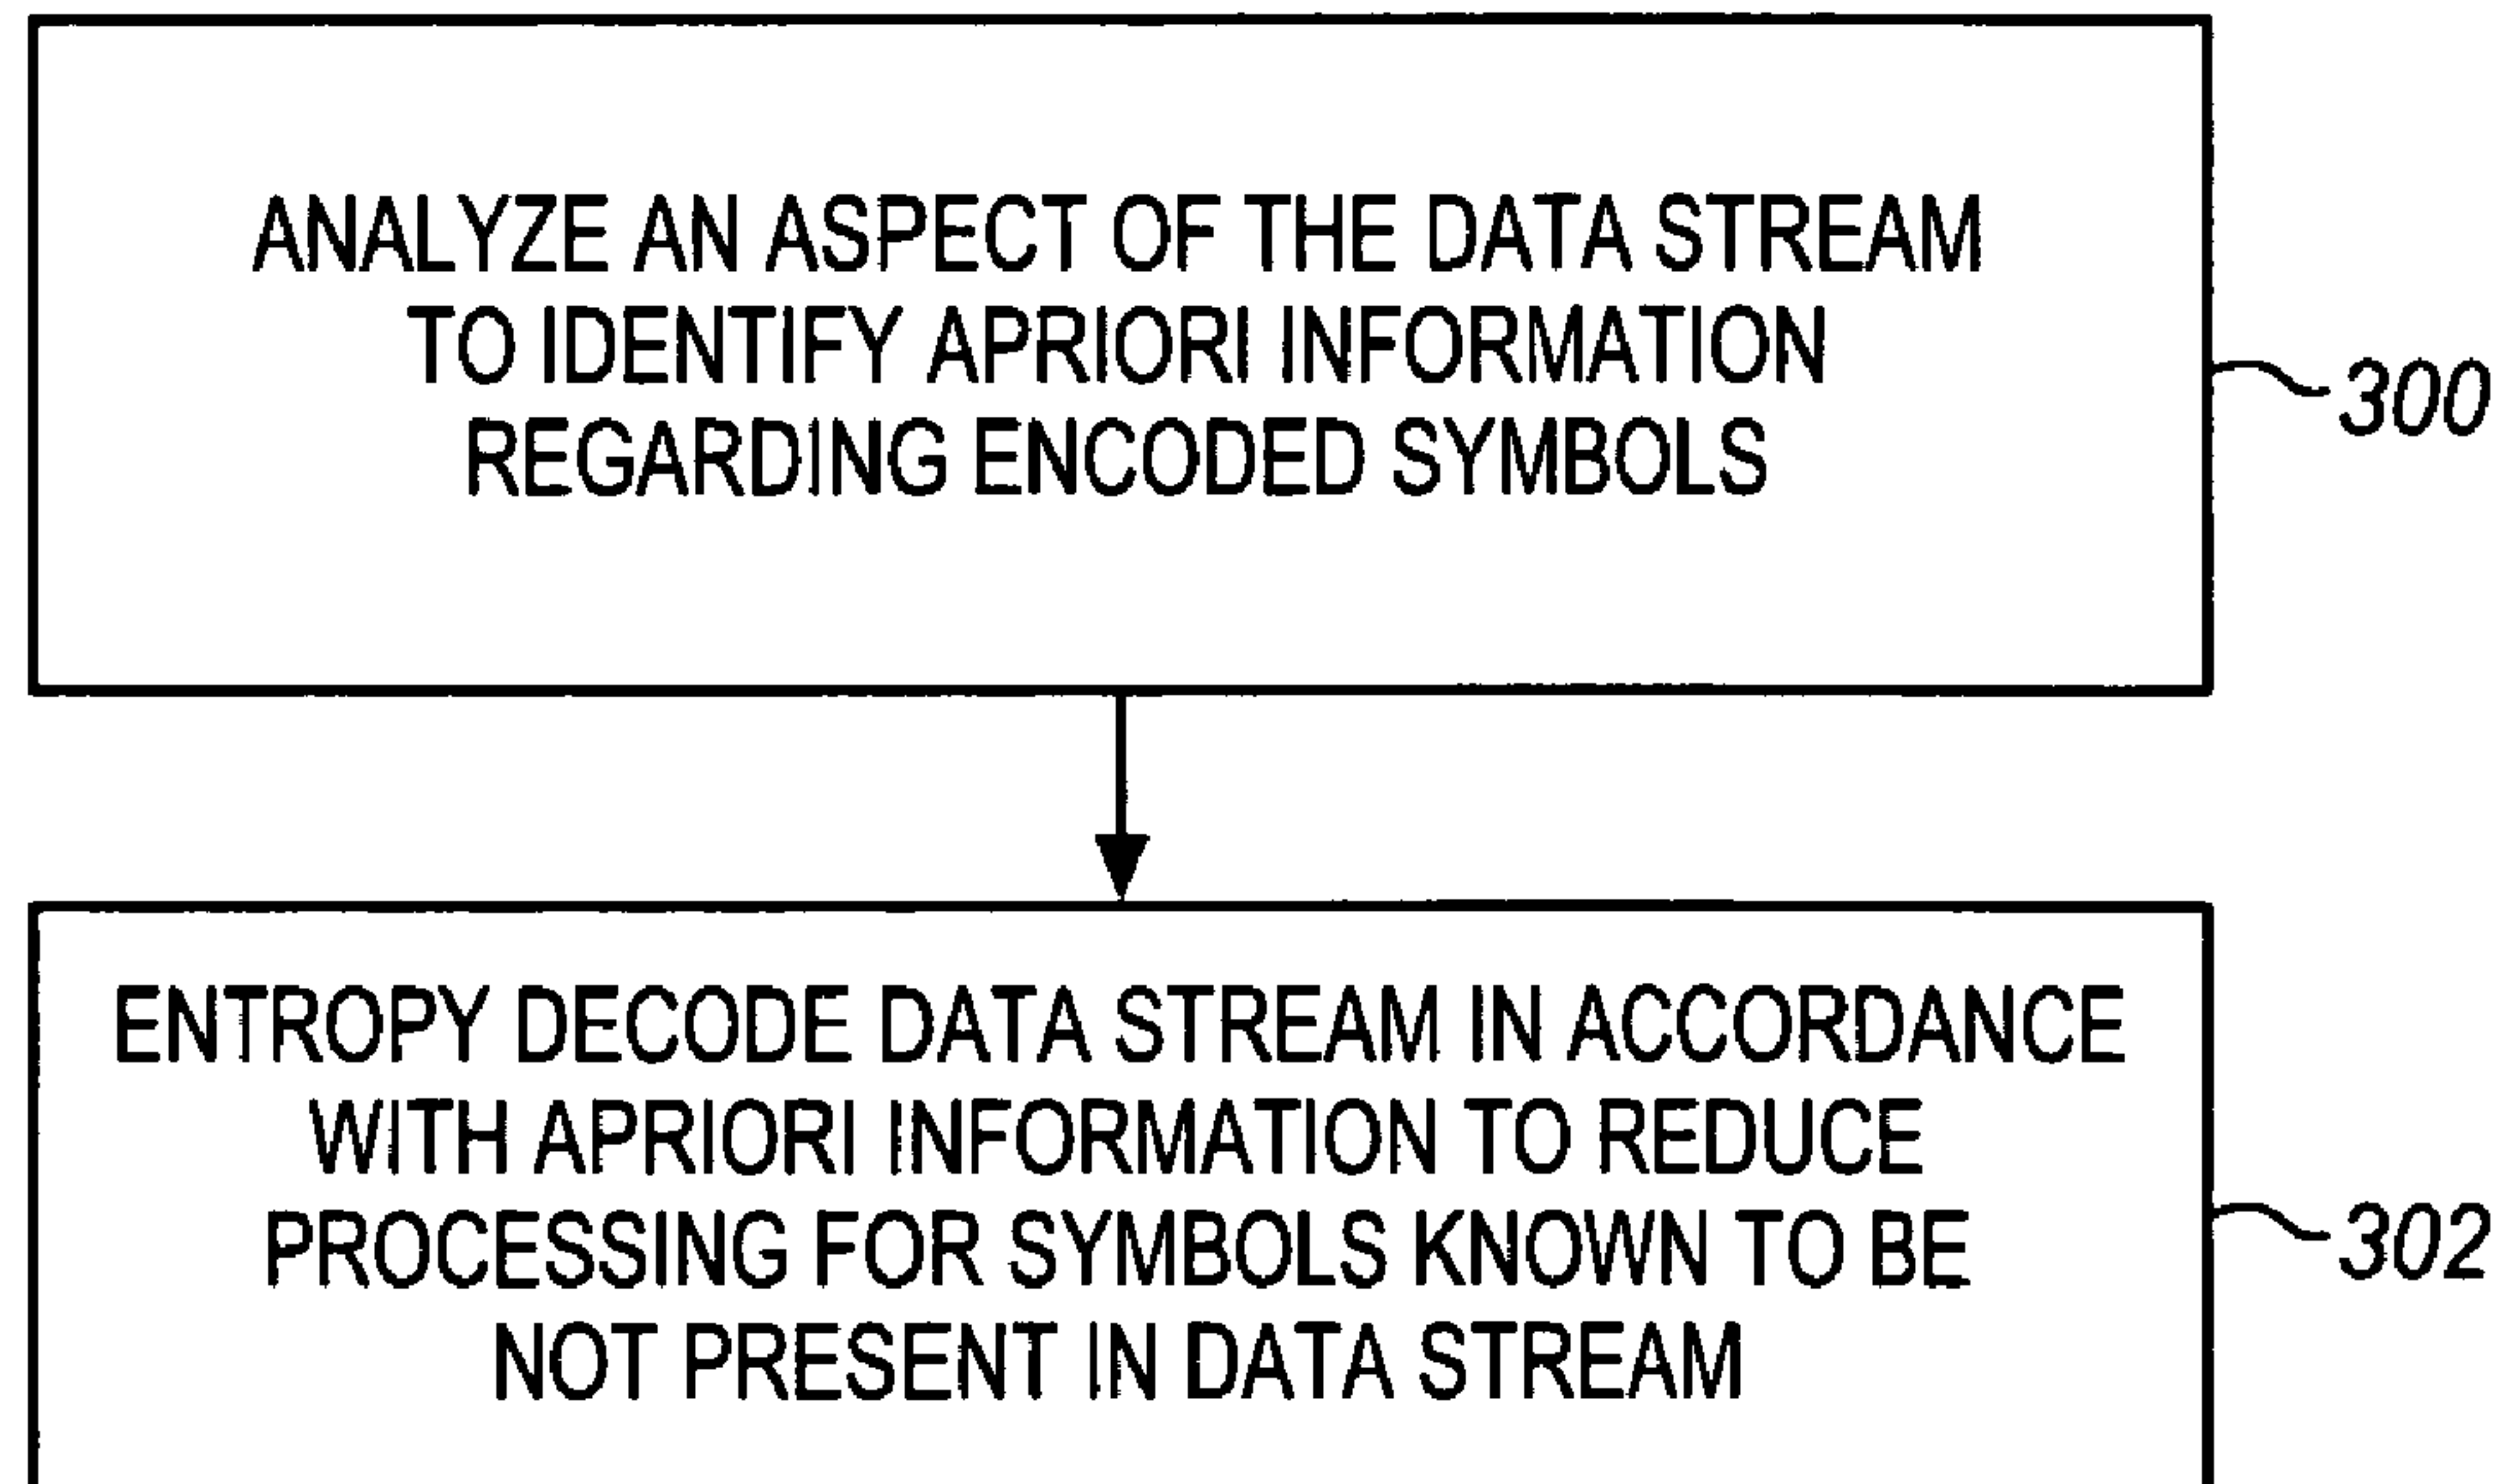 ANALYZE AN ASPECT OF THE DATA STREAM
TO IDENTIFY APRIORI INFORMATION
REGARDING ENCODED SYMBOLS
300
ENTROPY DECODE DATA STREAM IN ACCORDANCE
WITH APRIORI INFORMATION TO REDUCE
PROCESSING FOR SYMBOLS KNOWN TO BE
NOT PRESENT IN DATA STREAM
302